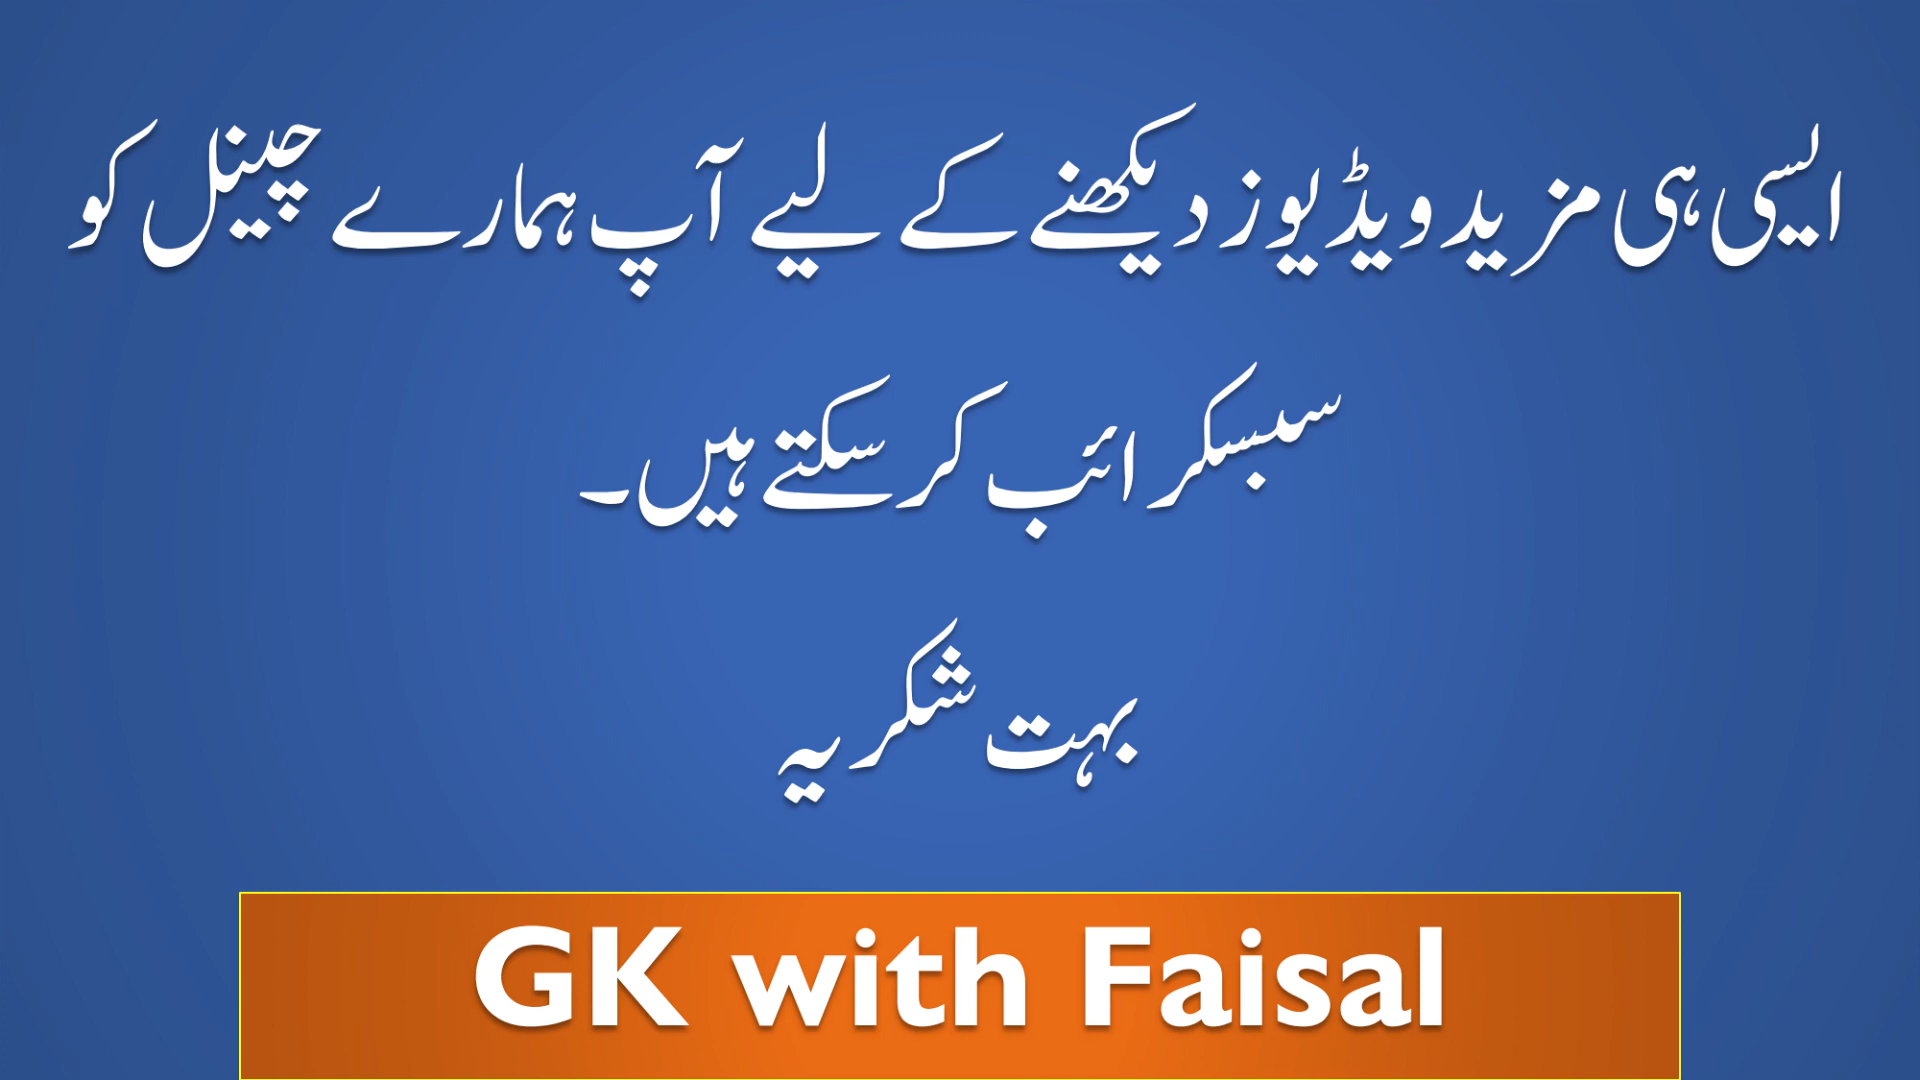 ایسی ہی مزید ویڈیوز دیکھنے کے لیے آپ ہمارے چینل کو
سبسکرائب کر سکتے ہیں۔
بہت شکریہ
GK with Faisal